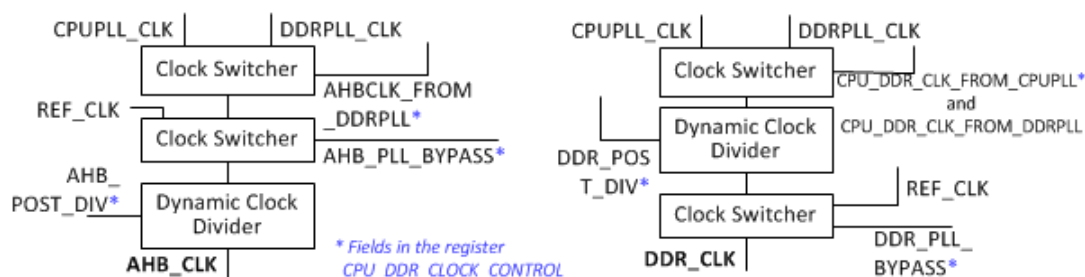 CPUPLL_CLK
DDRPLL_CLK
Clock Switcher
AHBCLK_FROM
_DDRPLL*
REF_CLK
Clock Switcher
AHB_PLL_BYPASS*
AHB_
POST_DIV*
Dynamic Clock
Divider
AHB_CLK
* Fields in the register
CPU_DDR_CLOCK_CONTROL
CPUPLL_CLK
DDRPLL_CLK
Clock Switcher
CPU_DDR_CLK_FROM_CPUPLL*
and
CPU_DDR_CLK_FROM_DDRPLL
Dynamic Clock
Divider
DDR_POS
T_DIV*
REF_CLK
Clock Switcher
DDR_PLL_
BYPASS*
DDR_CLK